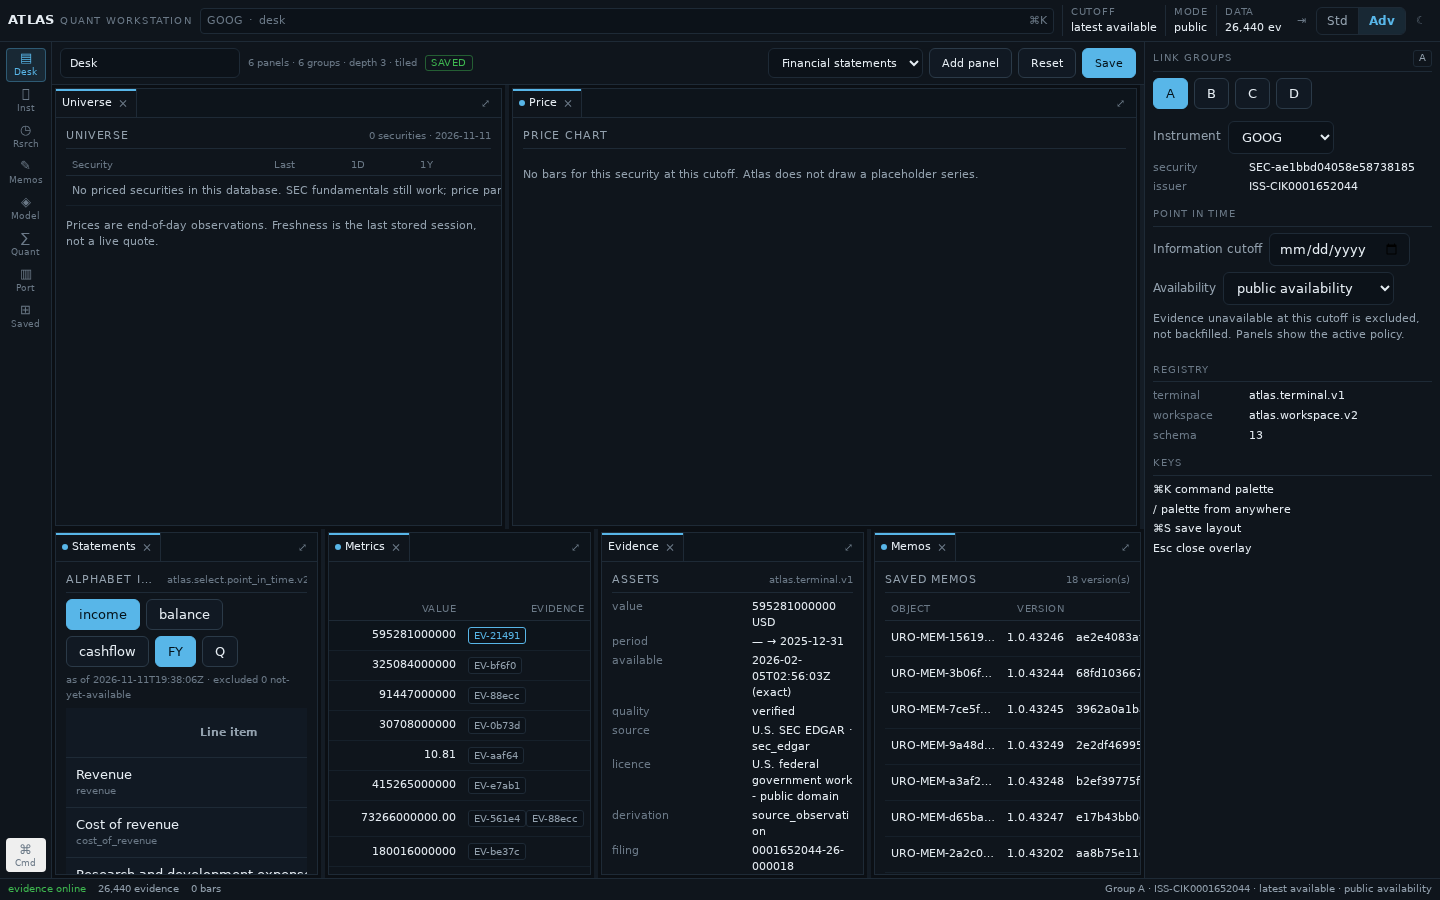 ATLAS QUANT WORKSTATION
GOOG · desk ⌘K
CUTOFF
latest available
MODE
public
DATA
26,440 ev
Std Adv
Desk
Inst
Rsrch
Memos
Model
Quant
Port
Saved
Cmd
Desk
6 panels · 6 groups · depth 3 · tiled SAVED
Financial statements
Add panel
Reset
Save
Universe ×
UNIVERSE 0 securities · 2026-11-11
Security Last 1D 1Y
No priced securities in this database. SEC fundamentals still work; price par
Prices are end-of-day observations. Freshness is the last stored session,
not a live quote.
Price ×
PRICE CHART
No bars for this security at this cutoff. Atlas does not draw a placeholder series.
Statements ×
ALPHABET I... atlas.select.point_in_time.v2
income balance
cashflow FY Q
as of 2026-11-11T19:38:06Z · excluded 0 not-
yet-available
Line item
Revenue
revenue
Cost of revenue
cost_of_revenue
Research and development expens
Metrics ×
VALUE EVIDENCE
595281000000 EV-21491
325084000000 EV-bf6f0
91447000000 EV-88ecc
30708000000 EV-0b73d
10.81 EV-aaf64
415265000000 EV-e7ab1
73266000000.00 EV-561e4 EV-88ecc
180016000000 EV-be37c
Evidence ×
ASSETS atlas.terminal.v1
value 595281000000
USD
period — → 2025-12-31
available 2026-02-
05T02:56:03Z
(exact)
quality verified
source U.S. SEC EDGAR ·
sec_edgar
licence U.S. federal
government work
- public domain
derivation source_observati
on
filing 0001652044-26-
000018
Memos ×
SAVED MEMOS 18 version(s)
OBJECT VERSION
URO-MEM-15619... 1.0.43246 ae2e4083a
URO-MEM-3b06f... 1.0.43244 68fd103667
URO-MEM-7ce5f... 1.0.43245 3962a0a1b
URO-MEM-9a48d... 1.0.43249 2e2df46995
URO-MEM-a3af2... 1.0.43248 b2ef39775f
URO-MEM-d65ba... 1.0.43247 e17b43bb0
URO-MEM-2a2c0... 1.0.43202 aa8b75e11
LINK GROUPS A
A B C D
Instrument GOOG
security SEC-ae1bbd04058e58738185
issuer ISS-CIK0001652044
POINT IN TIME
Information cutoff mm/dd/yyyy
Availability public availability
Evidence unavailable at this cutoff is excluded,
not backfilled. Panels show the active policy.
REGISTRY
terminal atlas.terminal.v1
workspace atlas.workspace.v2
schema 13
KEYS
⌘K command palette
/ palette from anywhere
⌘S save layout
Esc close overlay
evidence online 26,440 evidence 0 bars
Group A · ISS-CIK0001652044 · latest available · public availability